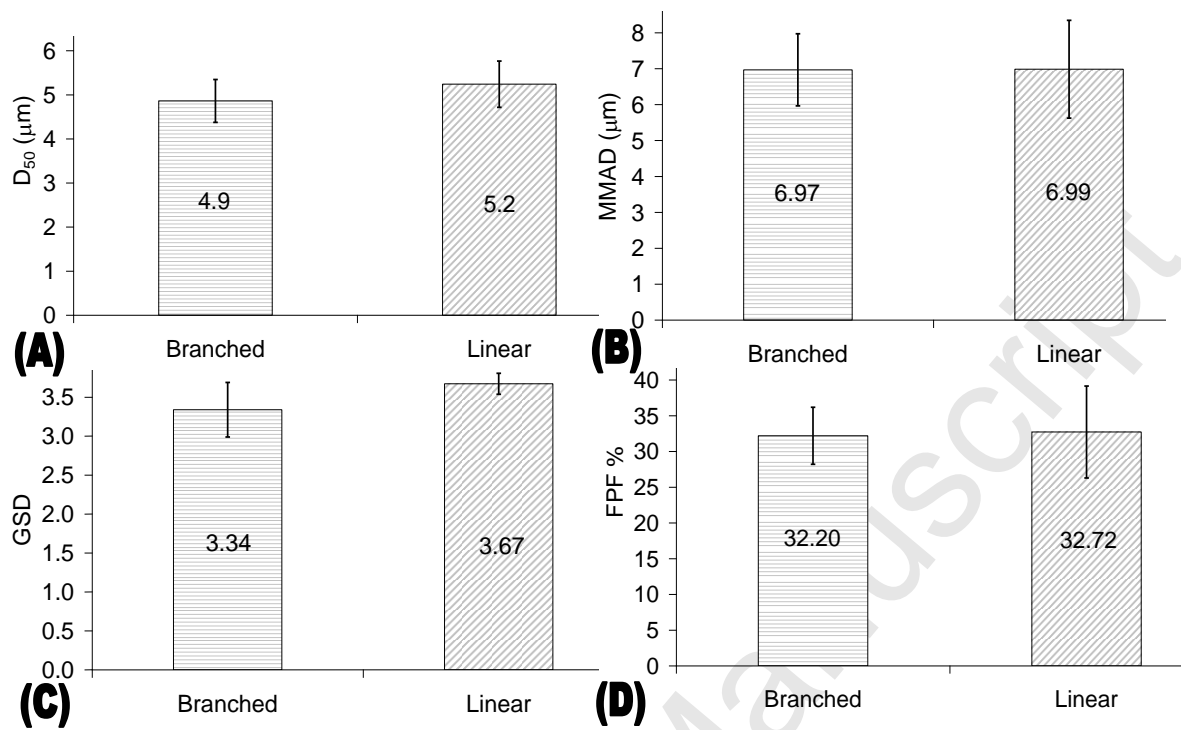 6
5
4
3
2
1
0
D50 (μm)
4.9
5.2
Branched
Linear
(A)
8
7
6
5
4
3
2
1
0
MMAD (μm)
6.97
6.99
Branched
Linear
(B)
3.5
3.0
2.5
2.0
1.5
1.0
0.5
0.0
GSD
3.34
3.67
Branched
Linear
(C)
40
35
30
25
20
15
10
5
0
FPF %
32.20
32.72
Branched
Linear
(D)
Manuscript